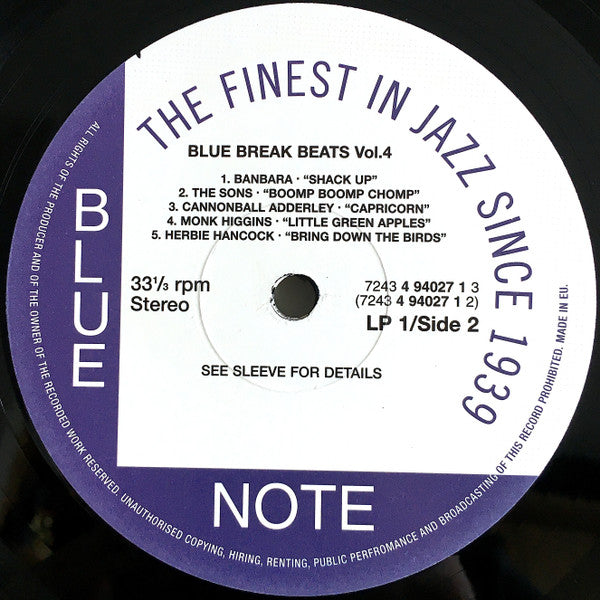 THE FINEST IN JAZZ SINCE 1939
BLUE BREAK BEATS Vol.4
1. BANBARA · “SHACK UP”
2. THE SONS · “BOOMP BOOMP CHOMP”
3. CANNONBALL ADDERLEY · “CAPRICORN”
4. MONK HIGGINS · “LITTLE GREEN APPLES”
5. HERBIE HANCOCK · “BRING DOWN THE BIRDS”
33⅓ rpm
Stereo
7243 4 94027 1 3
(7243 4 94027 1 2)
LP 1/Side 2
SEE SLEEVE FOR DETAILS
BLUE
NOTE
ALL RIGHTS OF THE PRODUCER AND OF THE OWNER OF THE RECORDED WORK RESERVED. UNAUTHORISED COPYING, HIRING, RENTING, PUBLIC PERFROMANCE AND BROADCASTING OF THIS RECORD PROHIBITED. MADE IN EU.